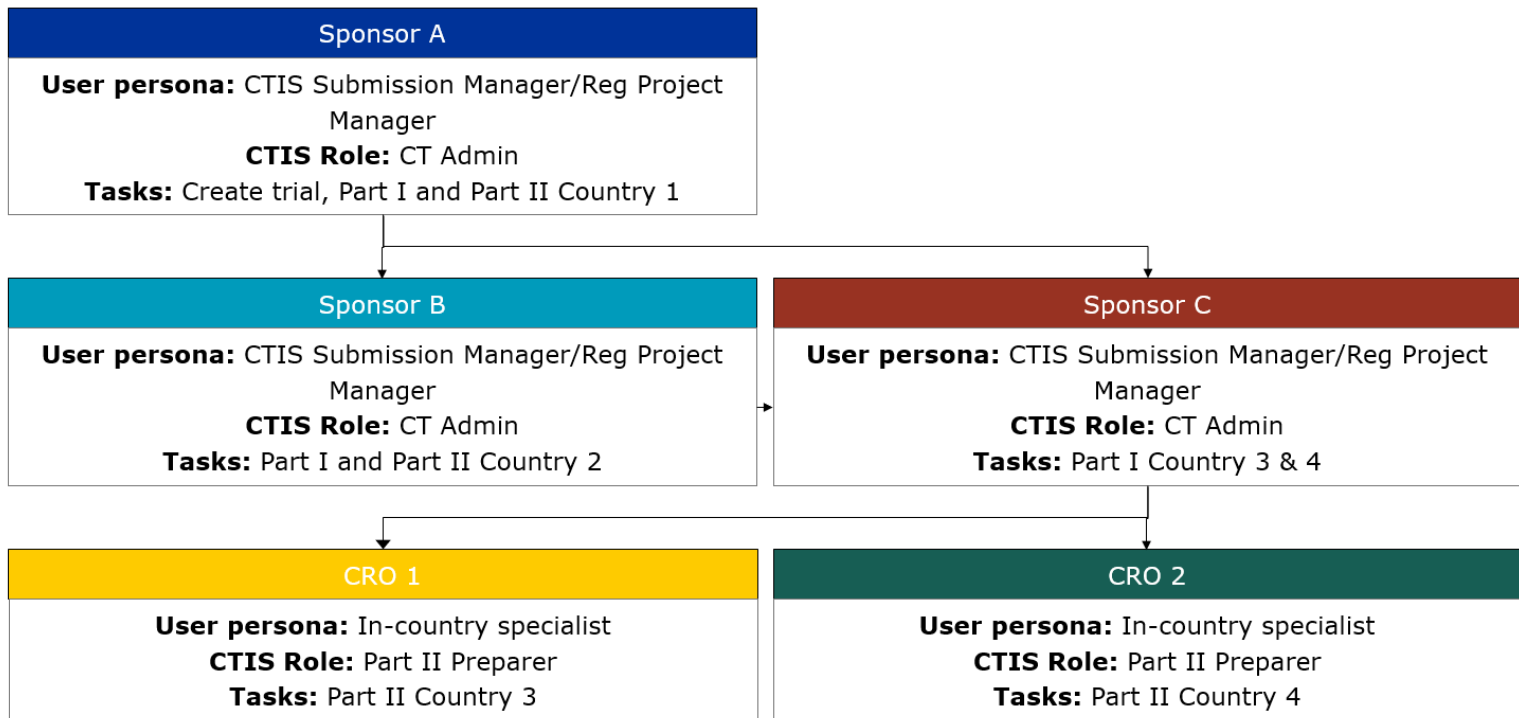 Sponsor A
User persona: CTIS Submission Manager/Reg Project
Manager
CTIS Role: CT Admin
Tasks: Create trial, Part I and Part II Country 1
Sponsor B
User persona: CTIS Submission Manager/Reg Project
Manager
CTIS Role: CT Admin
Tasks: Part I and Part II Country 2
Sponsor C
User persona: CTIS Submission Manager/Reg Project
Manager
CTIS Role: CT Admin
Tasks: Part I Country 3 & 4
CRO 1
User persona: In-country specialist
CTIS Role: Part II Preparer
Tasks: Part II Country 3
CRO 2
User persona: In-country specialist
CTIS Role: Part II Preparer
Tasks: Part II Country 4